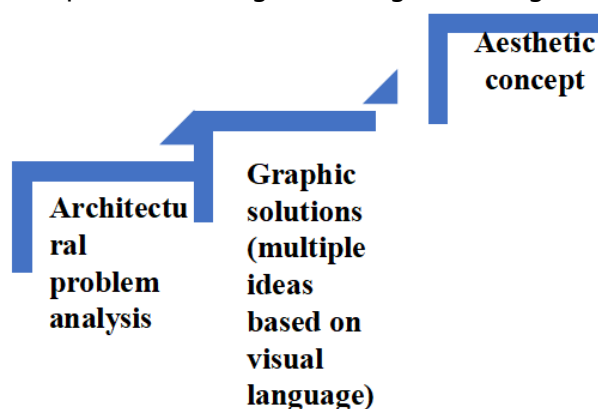 Architectu
ral
problem
analysis
Graphic
solutions
(multiple
ideas
based on
visual
language)
Aesthetic
concept